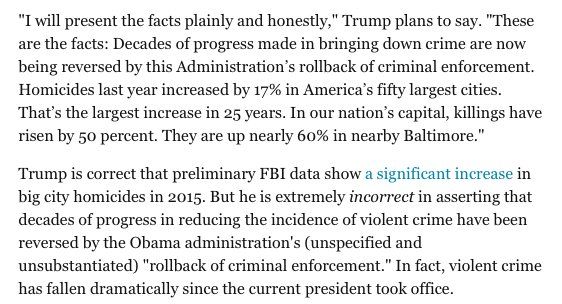 "I will present the facts plainly and honestly," Trump plans to say. "These
are the facts: Decades of progress made in bringing down crime are now
being reversed by this Administration’s rollback of criminal enforcement.
Homicides last year increased by 17% in America’s fifty largest cities.
That’s the largest increase in 25 years. In our nation’s capital, killings have
risen by 50 percent. They are up nearly 60% in nearby Baltimore."
Trump is correct that preliminary FBI data show a significant increase in
big city homicides in 2015. But he is extremely incorrect in asserting that
decades of progress in reducing the incidence of violent crime have been
reversed by the Obama administration's (unspecified and
unsubstantiated) "rollback of criminal enforcement." In fact, violent crime
has fallen dramatically since the current president took office.